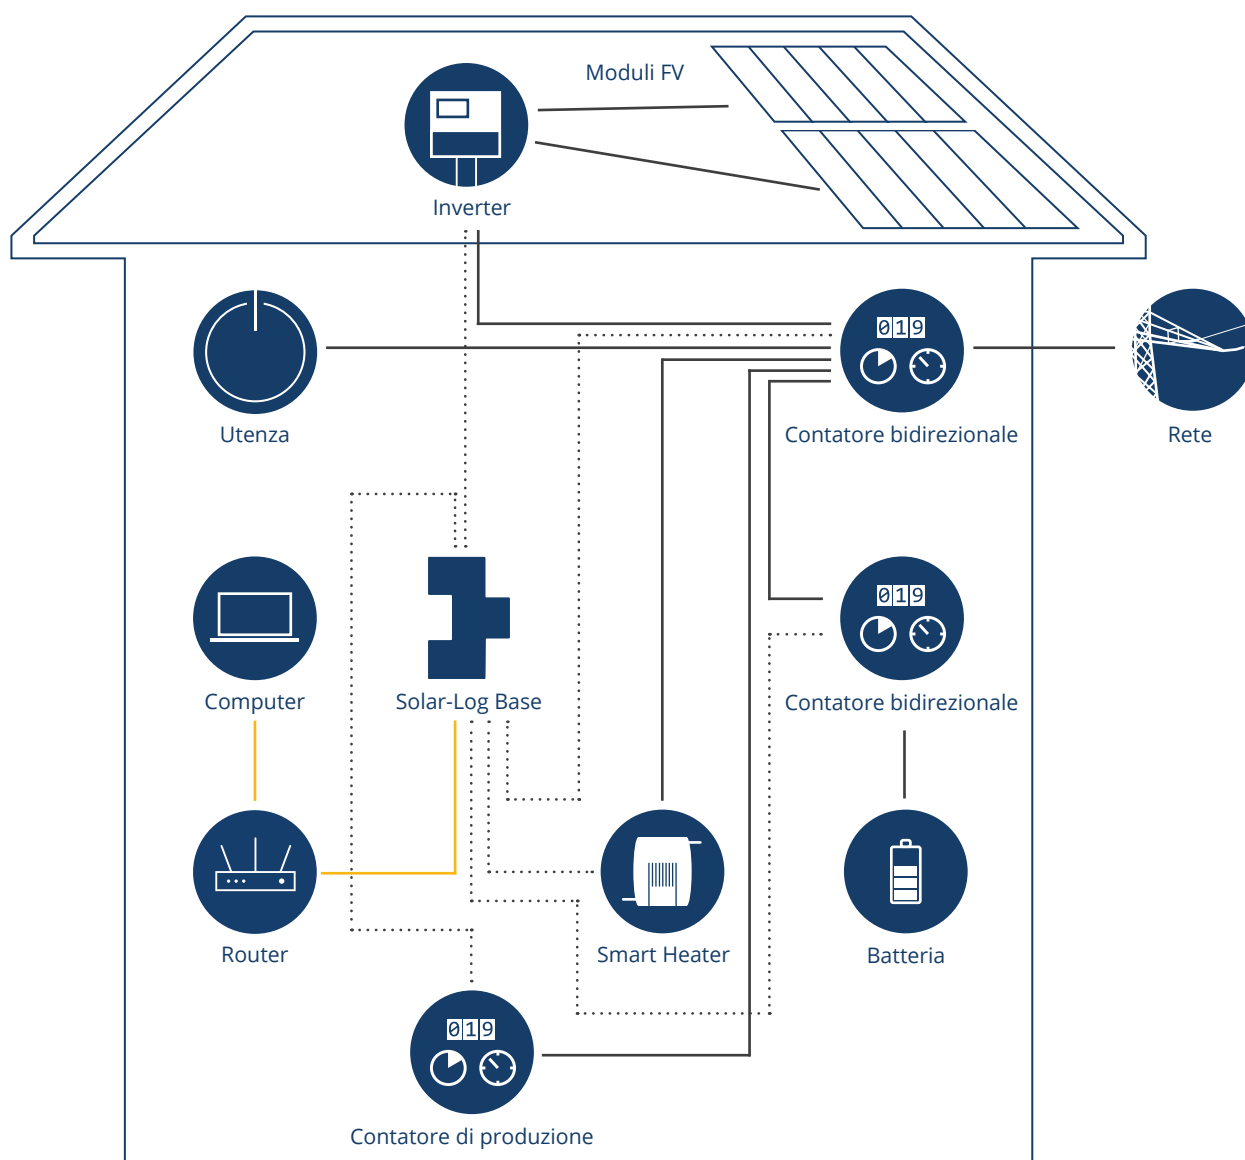 Moduli FV
Inverter
019
Utenza
Contatore bidirezionale
Rete
019
Computer
Solar-Log Base
Contatore bidirezionale
Router
Smart Heater
Batteria
019
Contatore di produzione